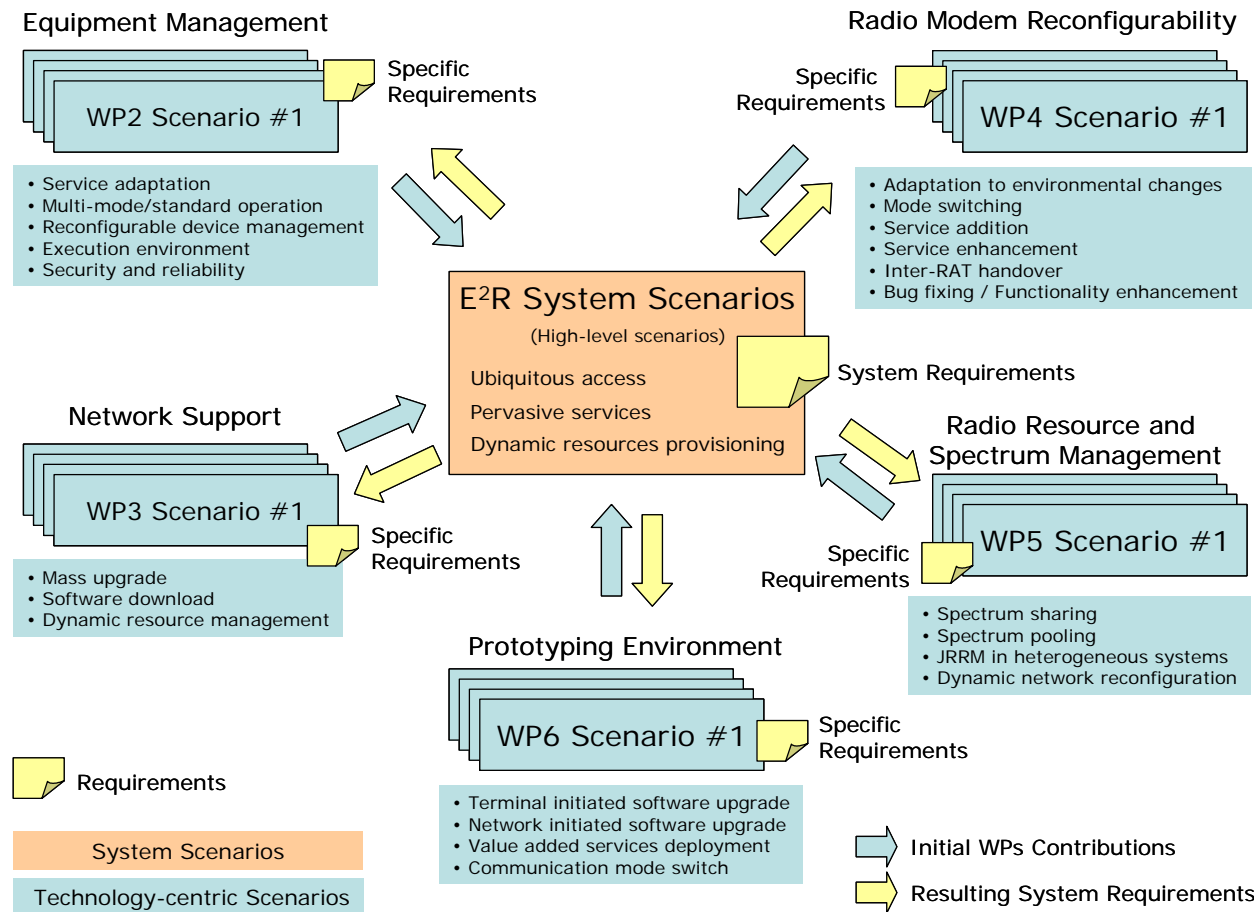 Equipment Management
WP2 Scenario #1
Specific
Requirements
• Service adaptation
• Multi-mode/standard operation
• Reconfigurable device management
• Execution environment
• Security and reliability
Radio Modem Reconfigurability
Specific
Requirements
WP4 Scenario #1
• Adaptation to environmental changes
• Mode switching
• Service addition
• Service enhancement
• Inter-RAT handover
• Bug fixing / Functionality enhancement
E²R System Scenarios
(High-level scenarios)
Ubiquitous access
Pervasive services
Dynamic resources provisioning
System Requirements
Network Support
WP3 Scenario #1
Specific
Requirements
• Mass upgrade
• Software download
• Dynamic resource management
Radio Resource and
Spectrum Management
WP5 Scenario #1
Specific
Requirements
• Spectrum sharing
• Spectrum pooling
• JRRM in heterogeneous systems
• Dynamic network reconfiguration
Prototyping Environment
WP6 Scenario #1
Specific
Requirements
• Terminal initiated software upgrade
• Network initiated software upgrade
• Value added services deployment
• Communication mode switch
Requirements
System Scenarios
Technology-centric Scenarios
Initial WPs Contributions
Resulting System Requirements